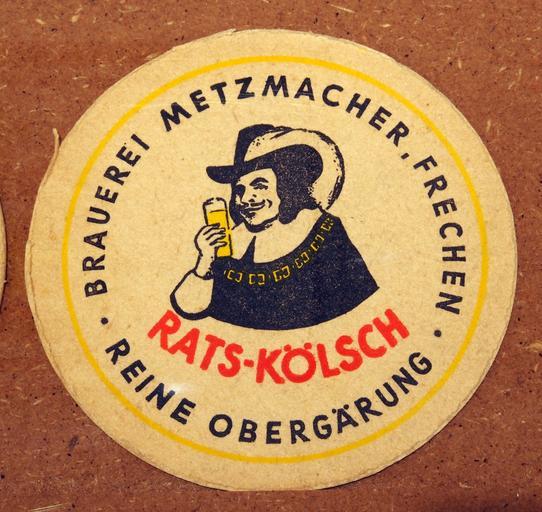 BRAUEREI METZMACHER, FRECHEN
RATS-KÖLSCH
· REINE OBERGÄRUNG ·